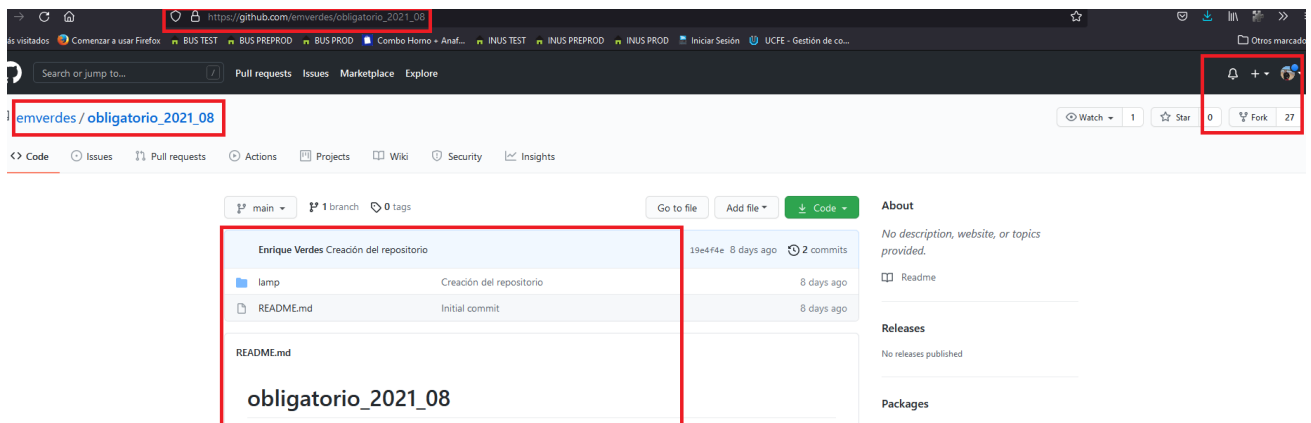 https://github.com/emverdes/obligatorio_2021_08
ás visitados Comenzar a usar Firefox BUS TEST BUS PREPROD BUS PROD Combo Horno + Anaf... INUS TEST INUS PREPROD INUS PROD Iniciar Sesión UCFE - Gestión de co... Otros marcado
Search or jump to... / Pull requests Issues Marketplace Explore
emverdes / obligatorio_2021_08 Watch 1 Star 0 Fork 27
Code Issues Pull requests Actions Projects Wiki Security Insights
main 1 branch 0 tags Go to file Add file Code
About
Enrique Verdes Creación del repositorio 19e4f4e 8 days ago 2 commits
No description, website, or topics
provided.
lamp Creación del repositorio 8 days ago
Readme
README.md Initial commit 8 days ago
Releases
README.md
No releases published
obligatorio_2021_08
Packages